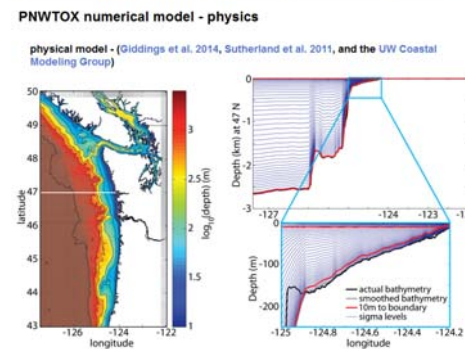 PNWTOX numerical model - physics
physical model - (Giddings et al. 2014, Sutherland et al. 2011, and the UW Coastal
Modeling Group)
50
49
48
47
46
45
44
43
latitude
-126
-124
-122
longitude
3
2.5
2
1.5
1
log10(depth) (m)
0
-1
-2
-3
Depth (km) at 47 N
-127
-124
-123
0
-100
-200
Depth (m)
actual bathymetry
smoothed bathymetry
10m to boundary
sigma levels
-125
-124.8
-124.6
-124.4
-124.2
longitude